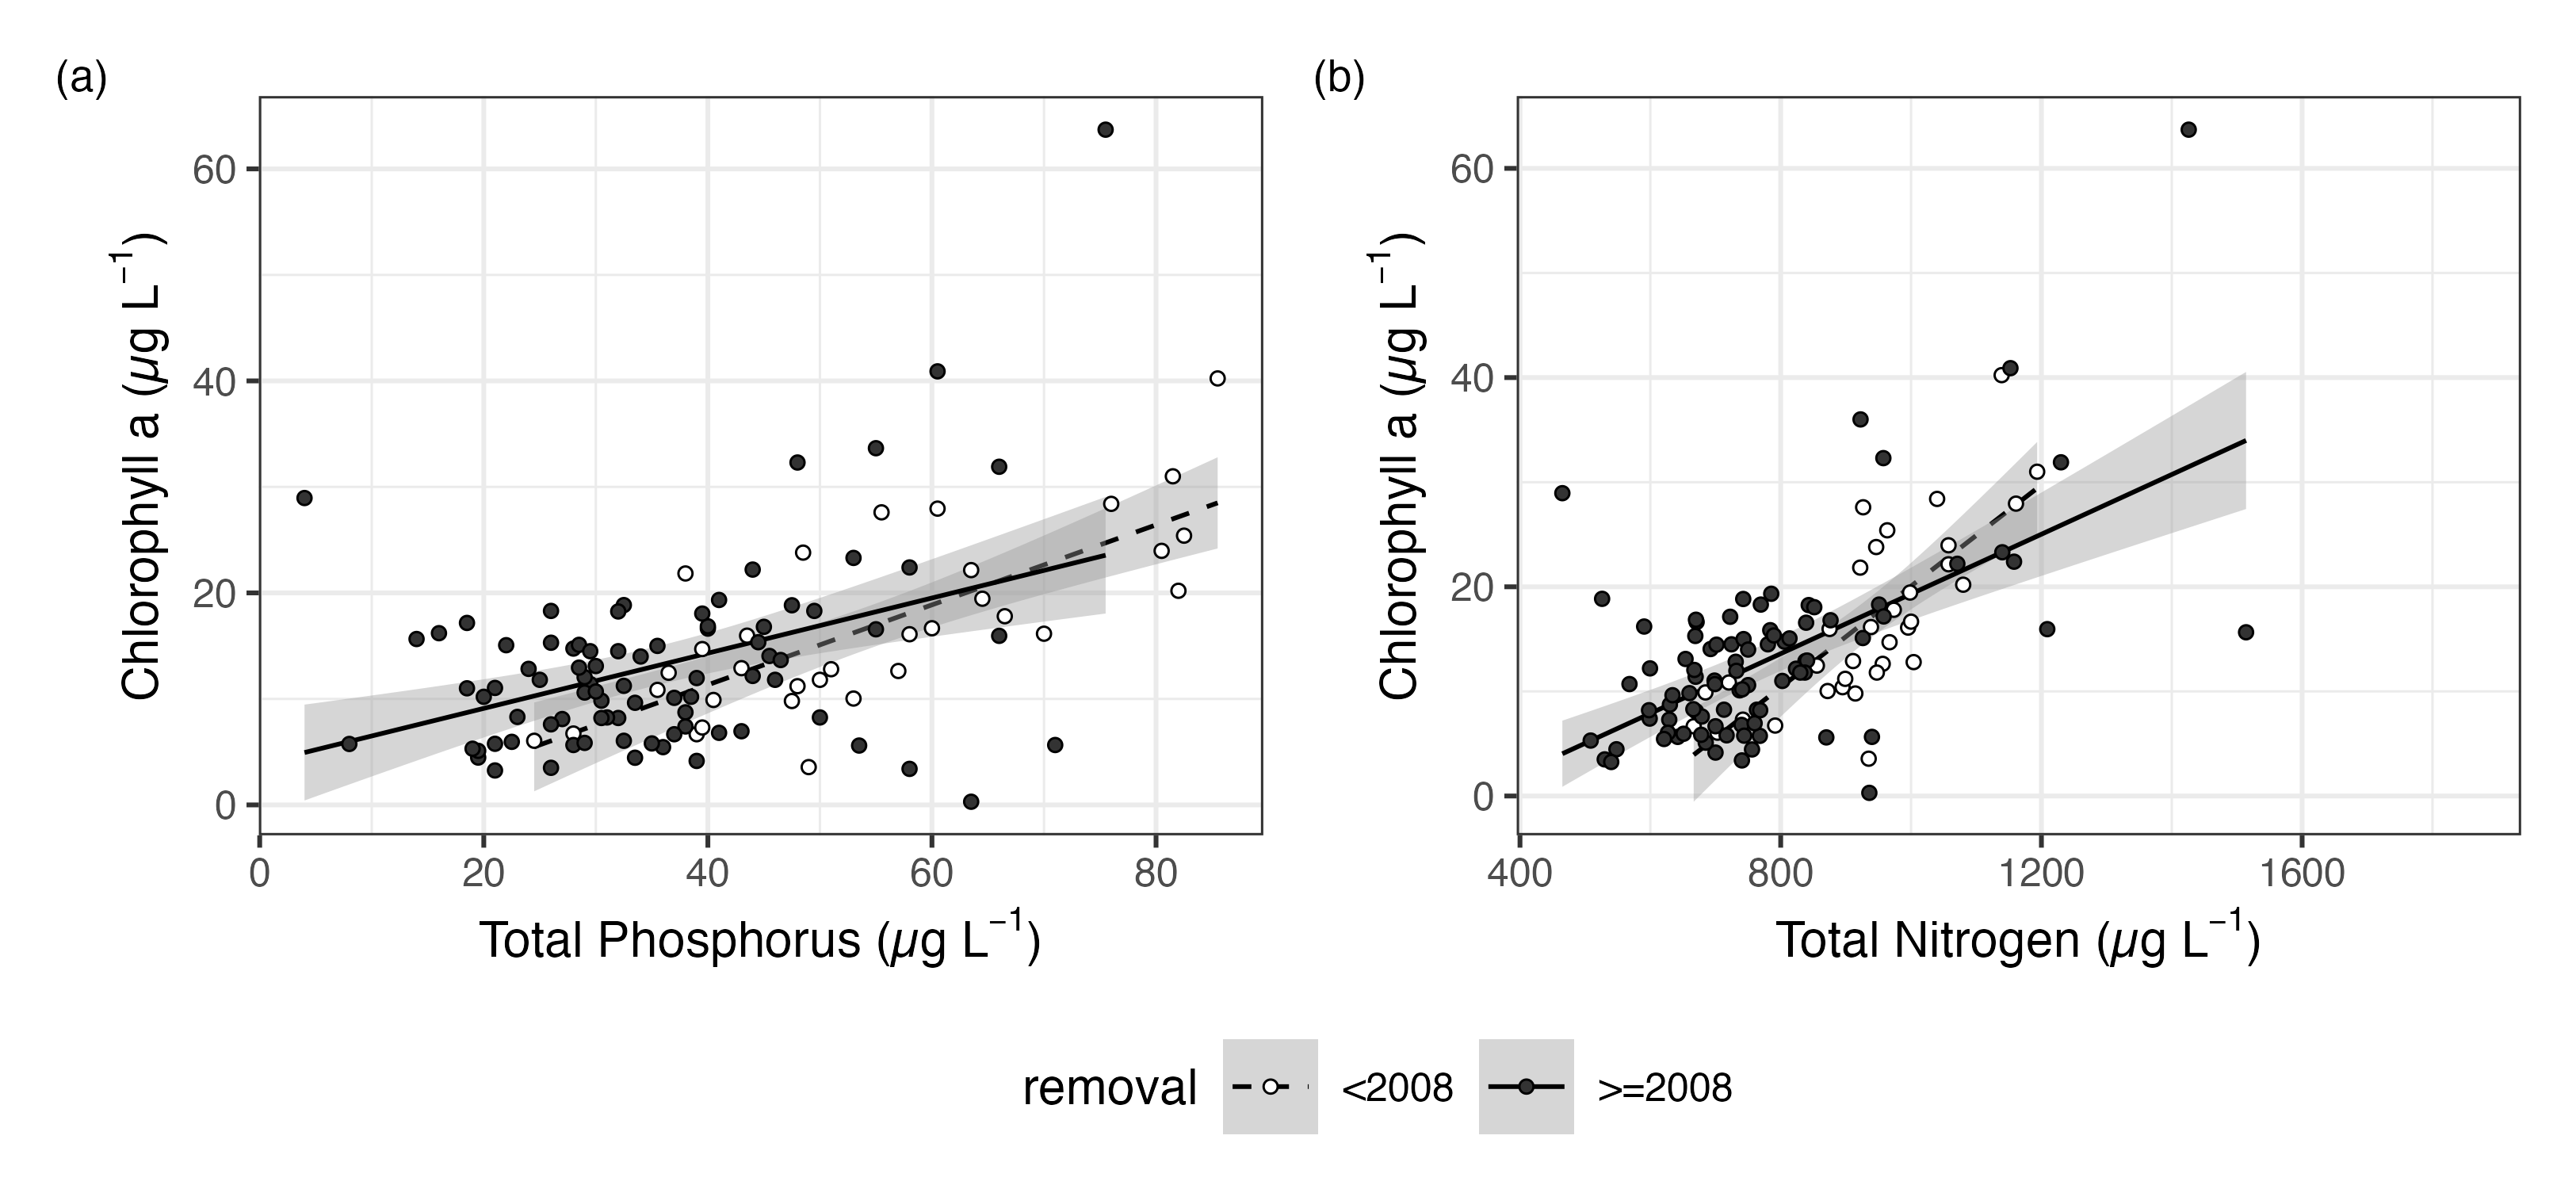 (a)
(b)
60
40
20
0
0 20 40 60 80
Chlorophyll a (µg L⁻¹)
Total Phosphorus (µg L⁻¹)
60
40
20
0
400 800 1200 1600
Chlorophyll a (µg L⁻¹)
Total Nitrogen (µg L⁻¹)
removal <2008 >=2008